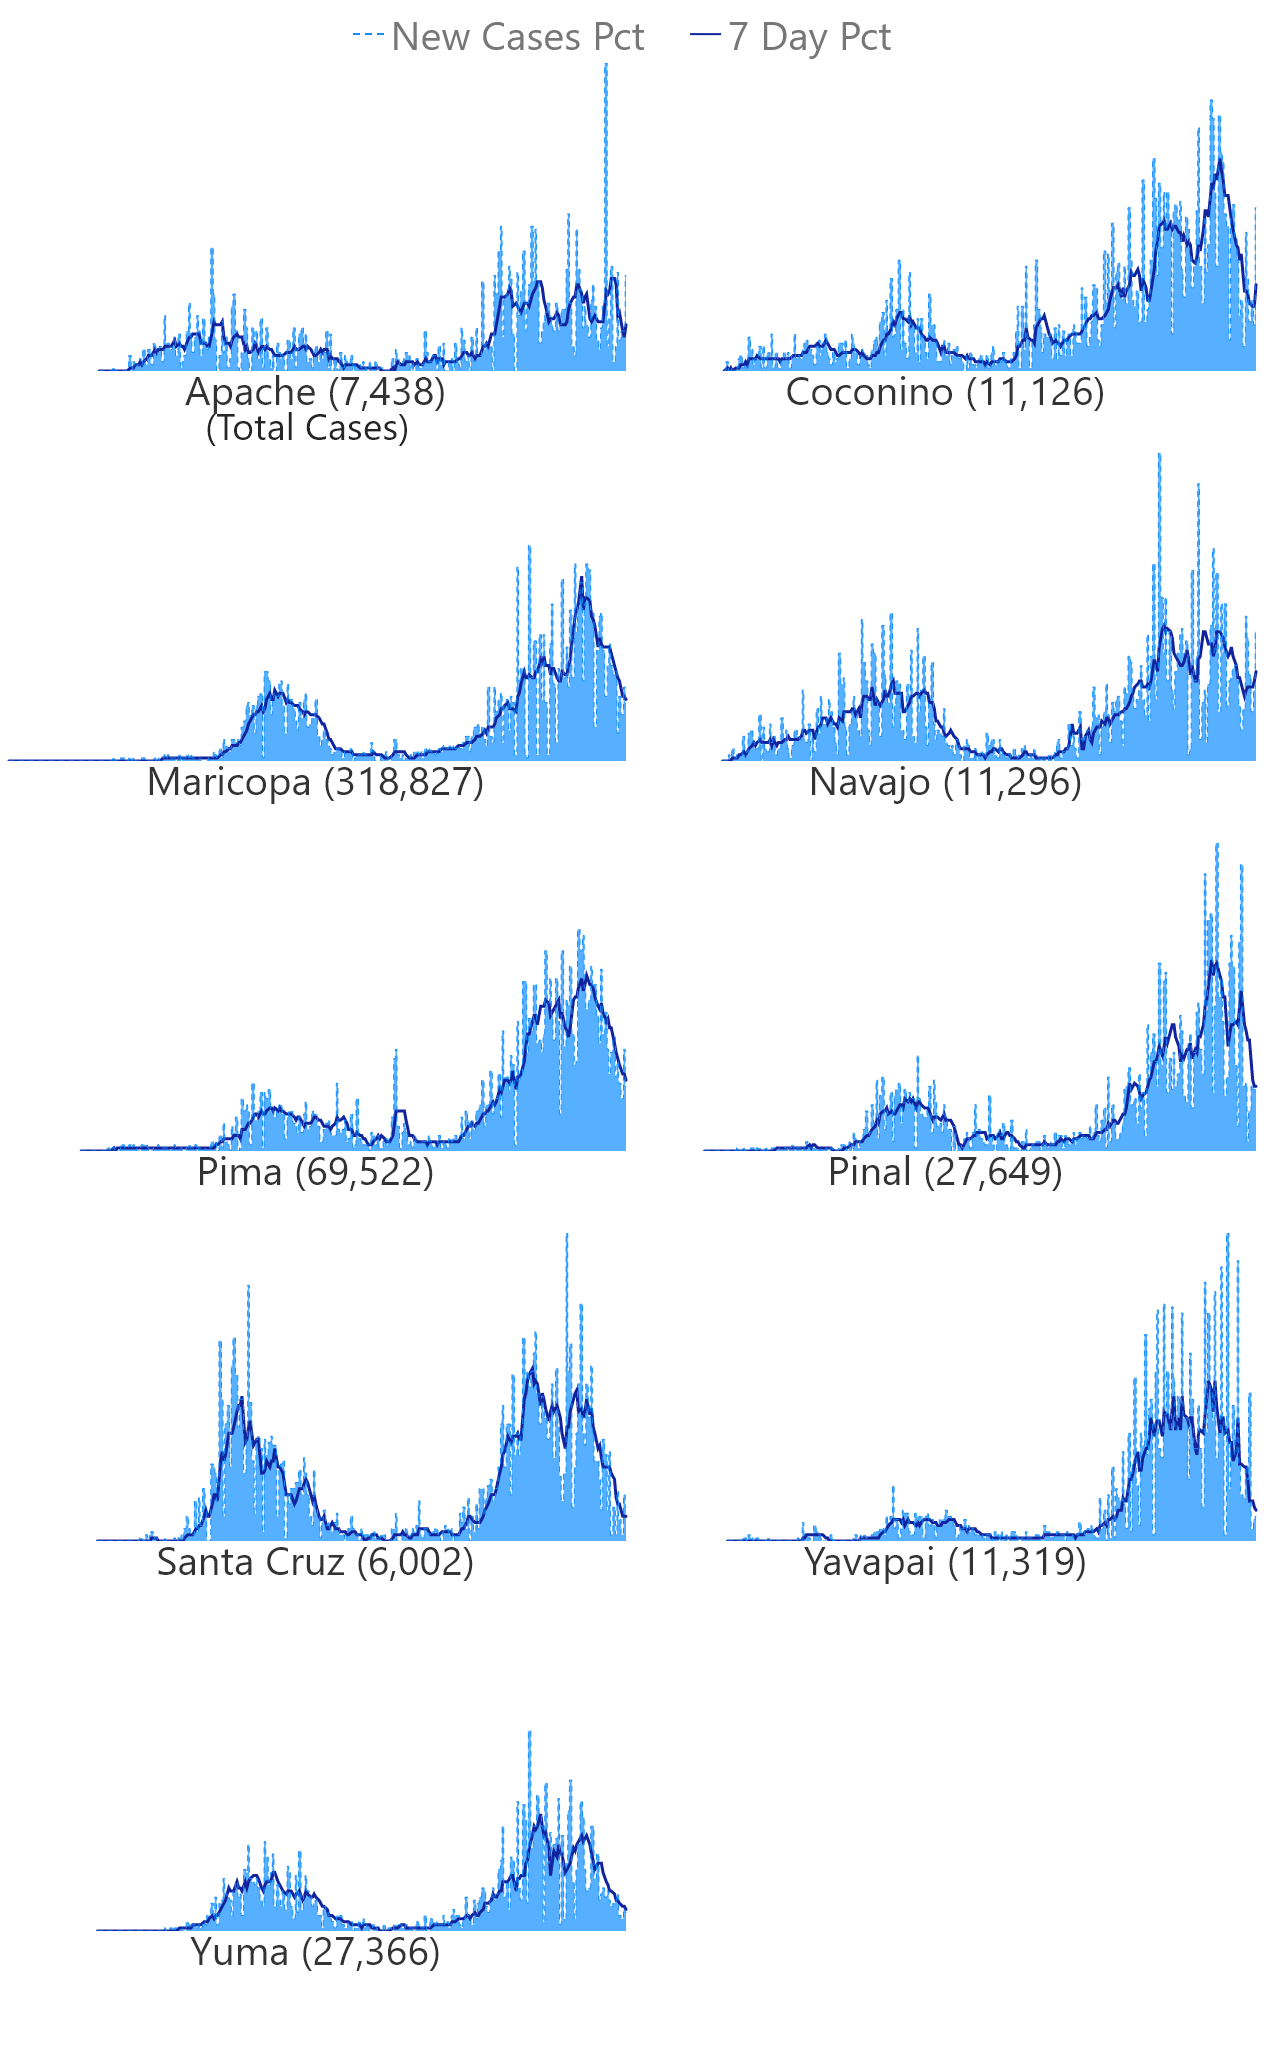 New Cases Pct 7 Day Pct
Apache (7,438) Coconino (11,126)
(Total Cases)
Maricopa (318,827) Navajo (11,296)
Pima (69,522) Pinal (27,649)
Santa Cruz (6,002) Yavapai (11,319)
Yuma (27,366)